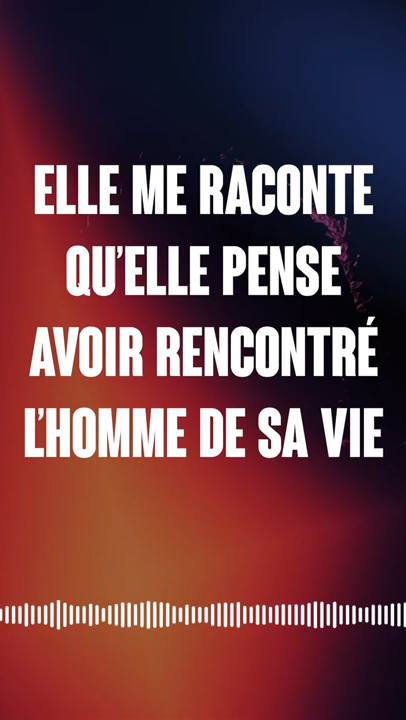 ELLE ME RACONTE
QU'ELLE PENSE
AVOIR RENCONTRÉ
L'HOMME DE SA VIE